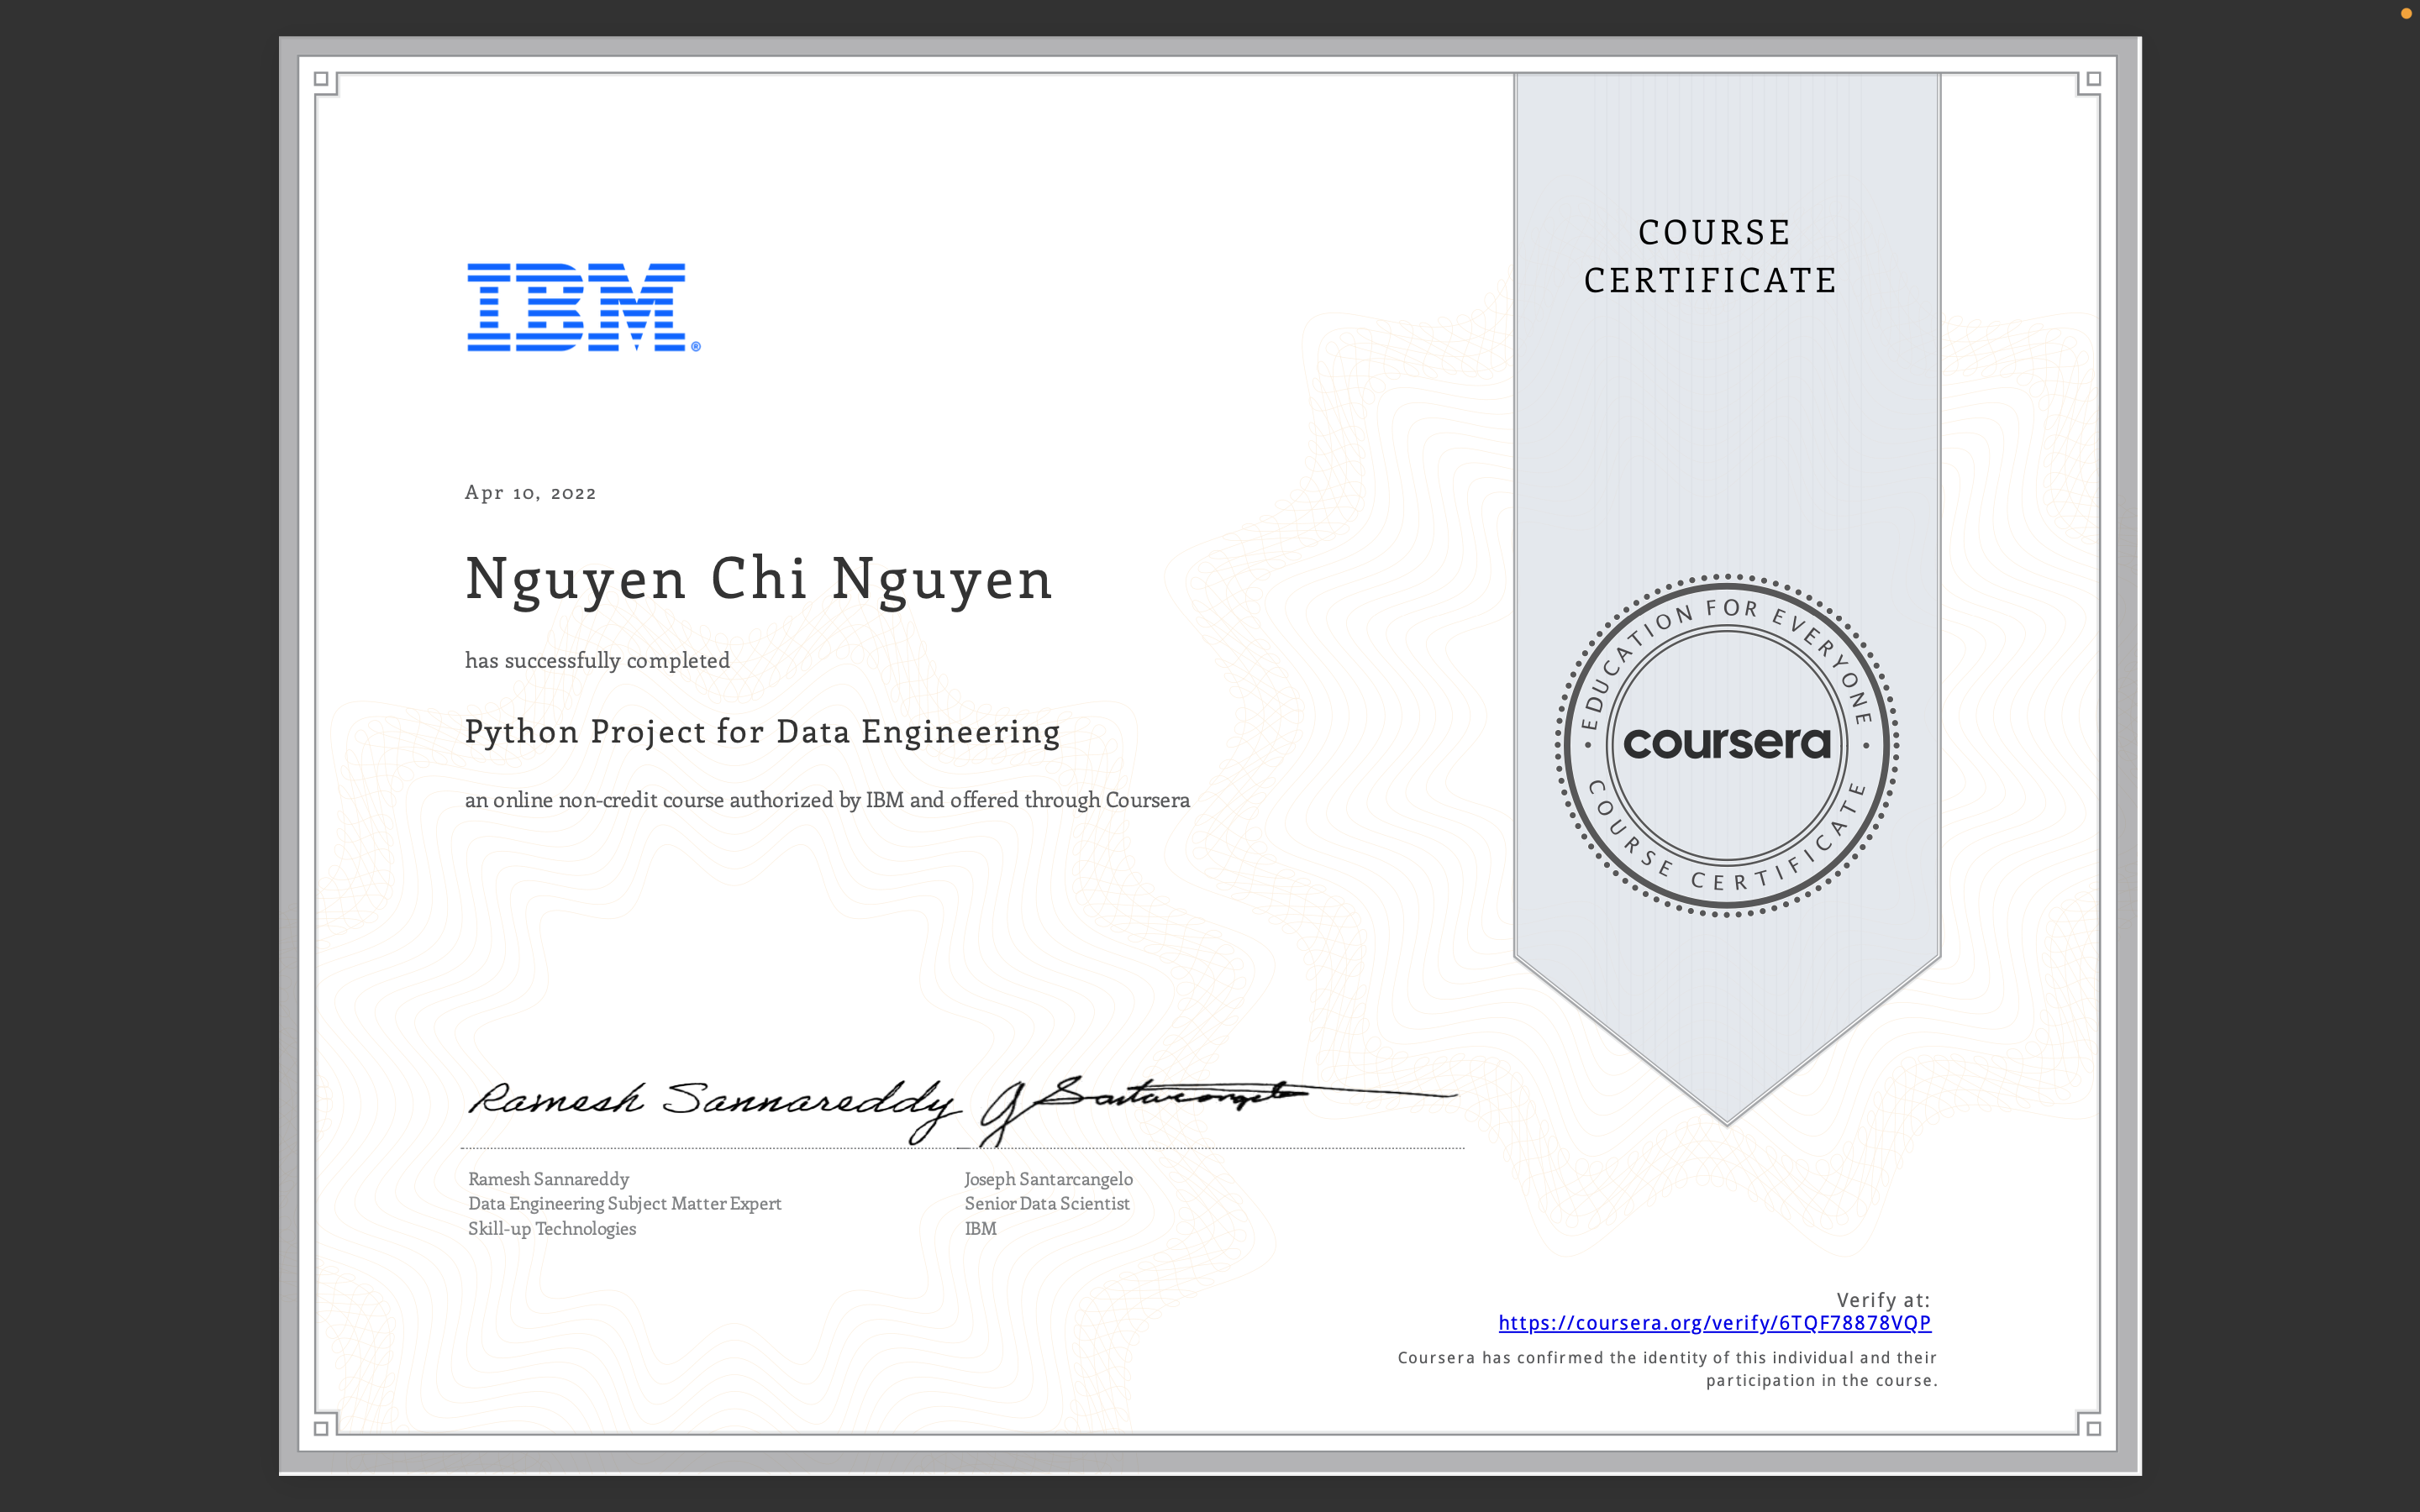 IBM®
COURSE
CERTIFICATE
Apr 10, 2022
Nguyen Chi Nguyen
has successfully completed
Python Project for Data Engineering
an online non-credit course authorized by IBM and offered through Coursera
EDUCATION FOR EVERYONE
coursera
COURSE CERTIFICATE
Ramesh Sannareddy
J Santarcangelo
Ramesh Sannareddy
Data Engineering Subject Matter Expert
Skill-up Technologies
Joseph Santarcangelo
Senior Data Scientist
IBM
Verify at:
https://coursera.org/verify/6TQF78878VQP
Coursera has confirmed the identity of this individual and their
participation in the course.